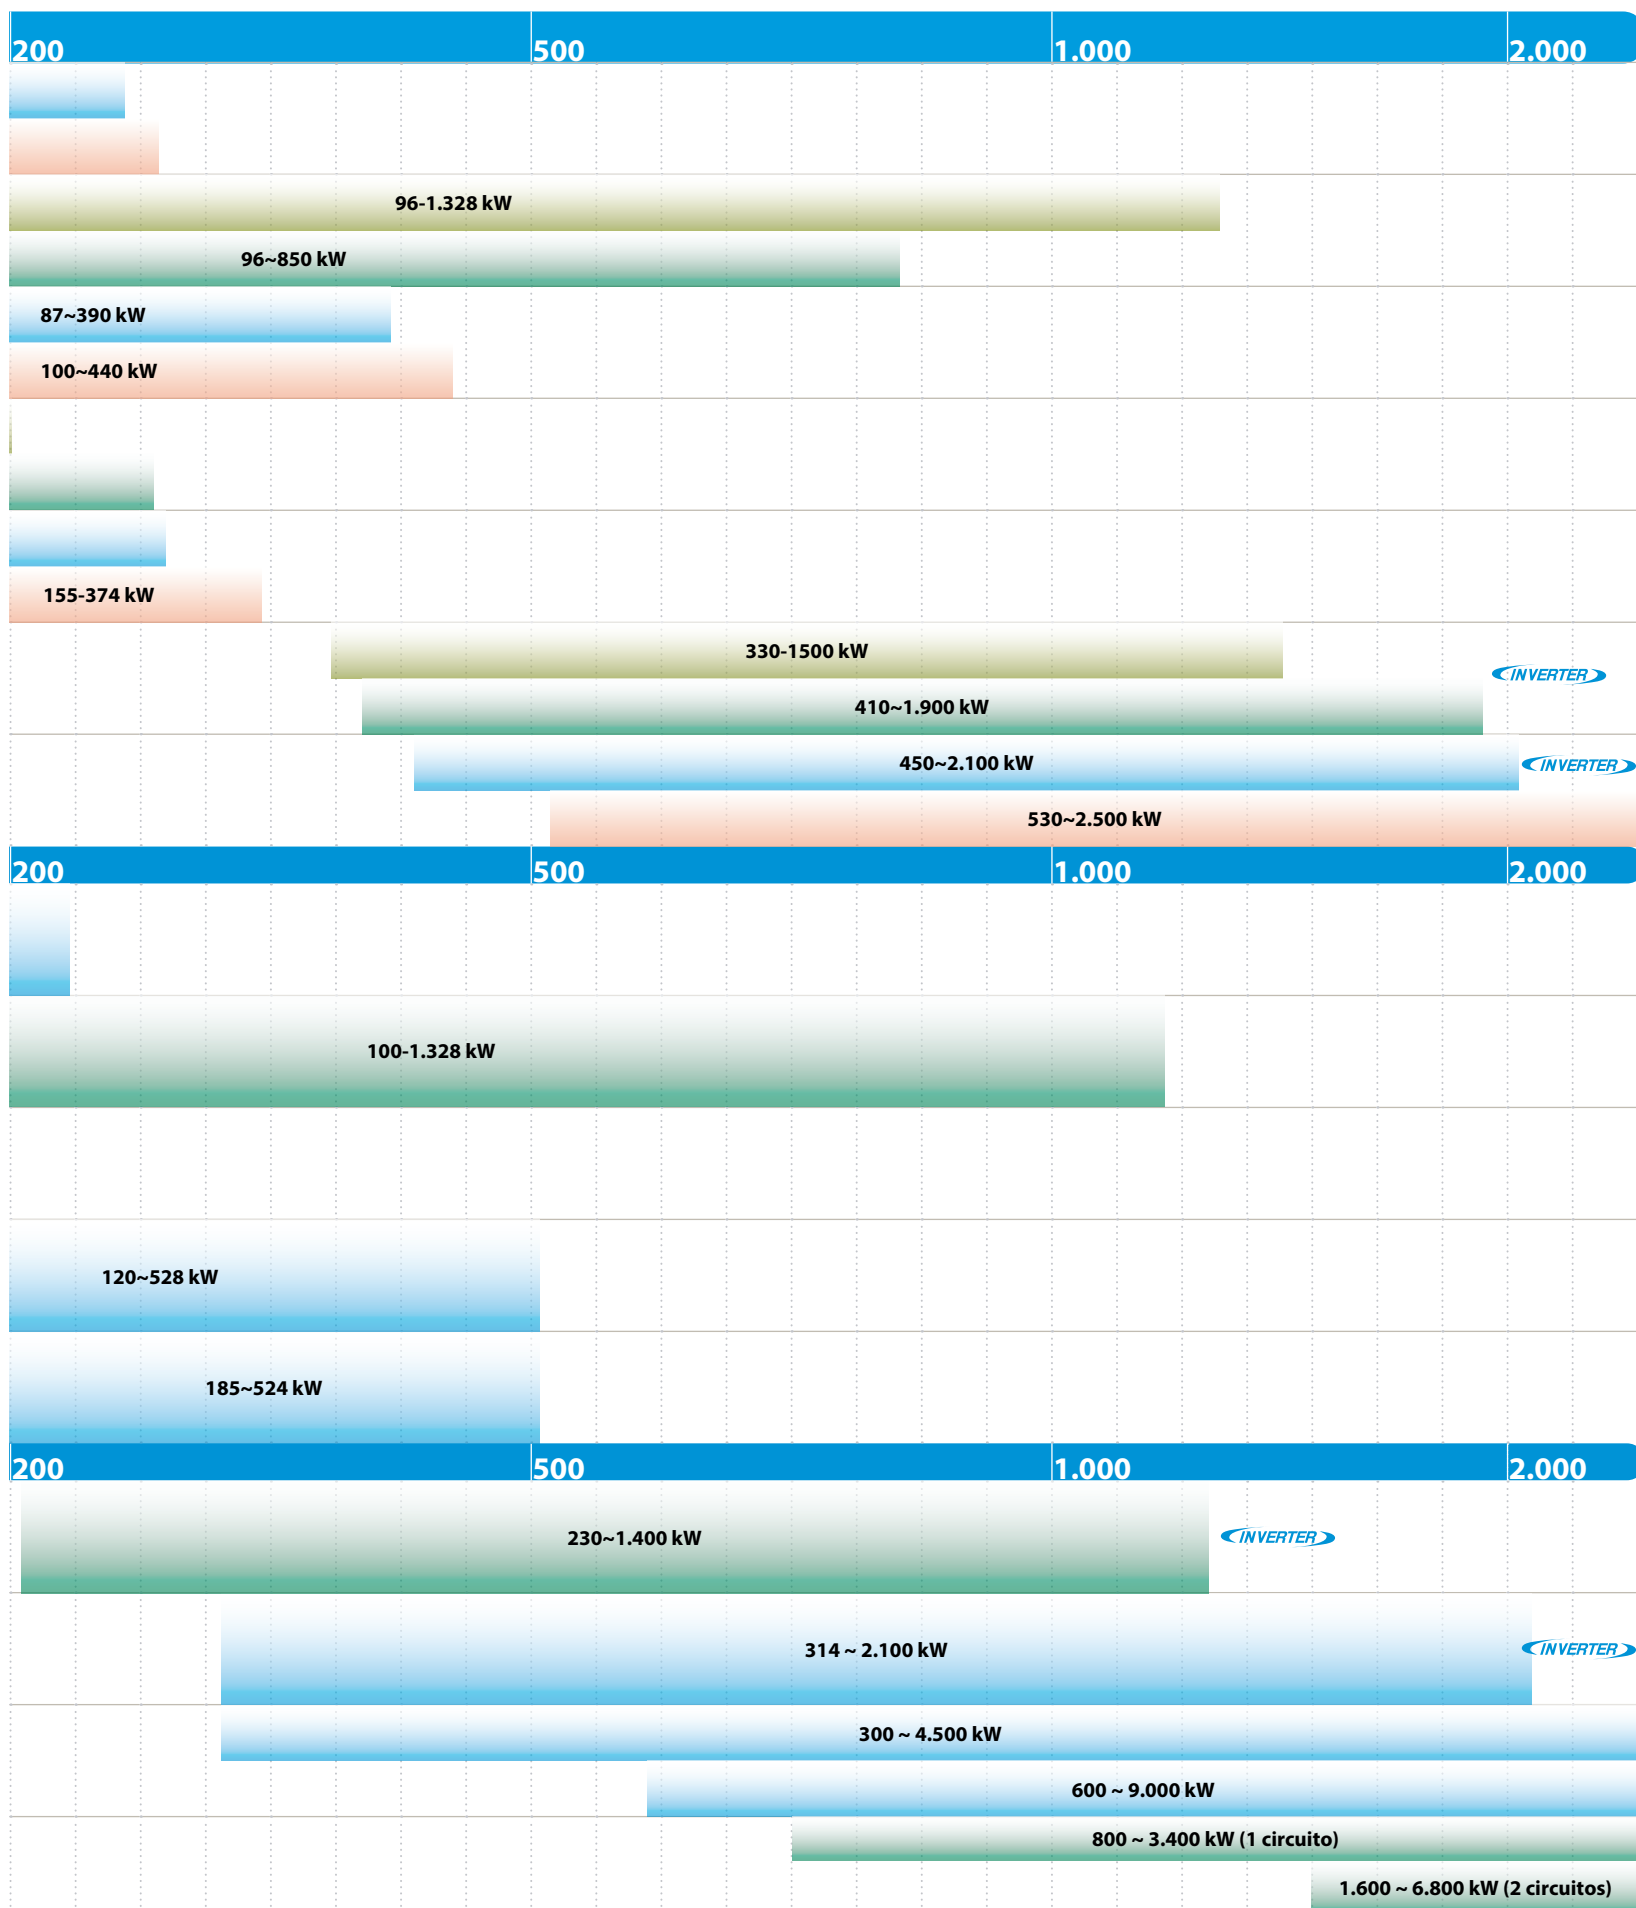 200 500 1.000 2.000
96-1.328 kW
96~850 kW
87~390 kW
100~440 kW
155-374 kW
330-1500 kW
INVERTER
410~1.900 kW
450~2.100 kW INVERTER
530~2.500 kW
200 500 1.000 2.000
100-1.328 kW
120~528 kW
185~524 kW
200 500 1.000 2.000
230~1.400 kW INVERTER
314 ~ 2.100 kW INVERTER
300 ~ 4.500 kW
600 ~ 9.000 kW
800 ~ 3.400 kW (1 circuito)
1.600 ~ 6.800 kW (2 circuitos)